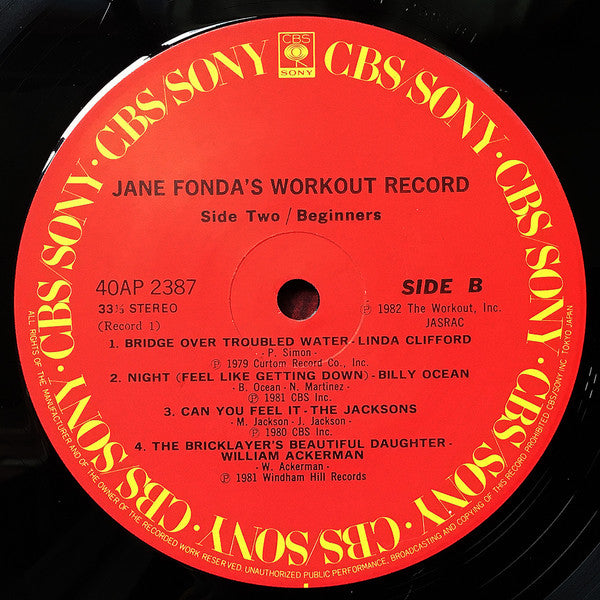 CBS
SONY
CBS/SONY · CBS/SONY · CBS/SONY · CBS/SONY · CBS/SONY · CBS/SONY · CBS/SONY · CBS/SONY
JANE FONDA'S WORKOUT RECORD
Side Two / Beginners
40AP 2387
SIDE B
33⅓ STEREO
(Record 1)
Ⓟ 1982 The Workout, Inc.
JASRAC
1. BRIDGE OVER TROUBLED WATER - LINDA CLIFFORD
· P. Simon ·
Ⓟ 1979 Curtom Record Co., Inc.
2. NIGHT (FEEL LIKE GETTING DOWN) - BILLY OCEAN
· B. Ocean · N. Martinez ·
Ⓟ 1981 CBS Inc.
3. CAN YOU FEEL IT - THE JACKSONS
· M. Jackson · J. Jackson ·
Ⓟ 1980 CBS Inc.
4. THE BRICKLAYER'S BEAUTIFUL DAUGHTER -
WILLIAM ACKERMAN
· W. Ackerman ·
Ⓟ 1981 Windham Hill Records
ALL RIGHTS OF THE MANUFACTURER AND OF THE OWNER OF THE RECORDED WORK RESERVED. UNAUTHORIZED PUBLIC PERFORMANCE, BROADCASTING AND COPYING OF THIS RECORD PROHIBITED CBS/SONY INC. TOKYO JAPAN